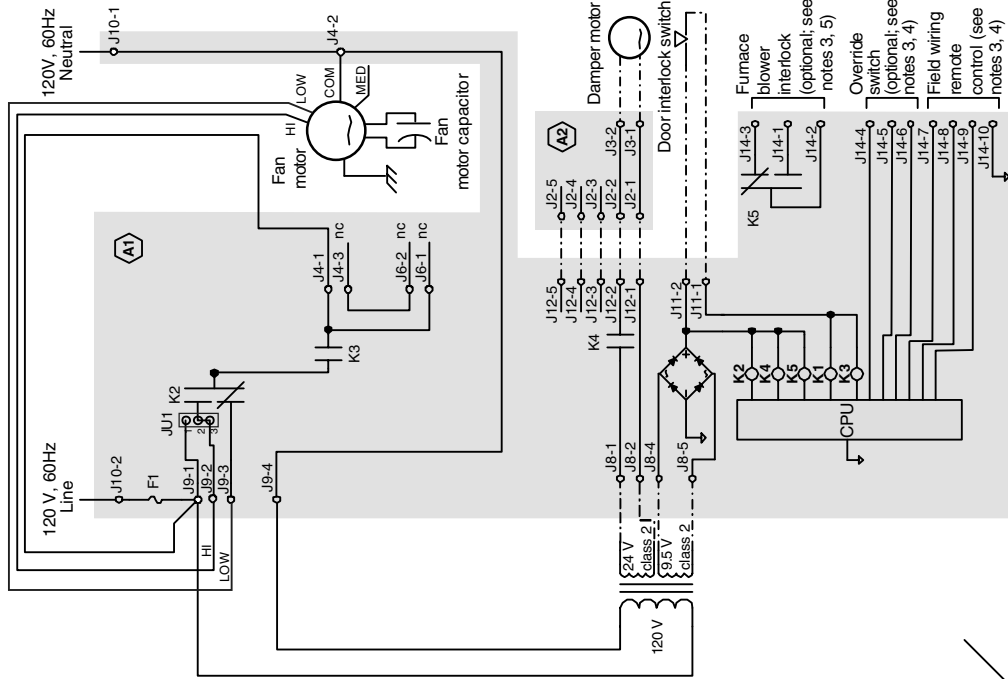 120V, 60Hz
Neutral
J10-1
J4-2
LOW
COM
MED
HI
Fan
motor
Fan
motor capacitor
A1
J4-1
J4-3
nc
J6-2
nc
J6-1
nc
K3
K2
JU1
1
2
3
120 V, 60Hz
Line
J10-2
F1
J9-1
J9-2
J9-3
J9-4
HI
LOW
Damper motor
Door interlock switch
A2
J3-2
J3-1
J2-5
J2-4
J2-3
J2-2
J2-1
J12-5
J12-4
J12-3
J12-2
J12-1
K4
J11-2
J11-1
J8-1
J8-2
J8-4
J8-5
24 V
class 2
9.5 V
class 2
120 V
Furnace
blower
interlock
(optional; see
notes 3, 5)
J14-3
J14-1
J14-2
K5
Override
switch
(optional; see
notes 3, 4)
J14-4
J14-5
J14-6
Field wiring
remote
control (see
notes 3, 4)
J14-7
J14-8
J14-9
J14-10
K2
K4
K5
K1
K3
CPU